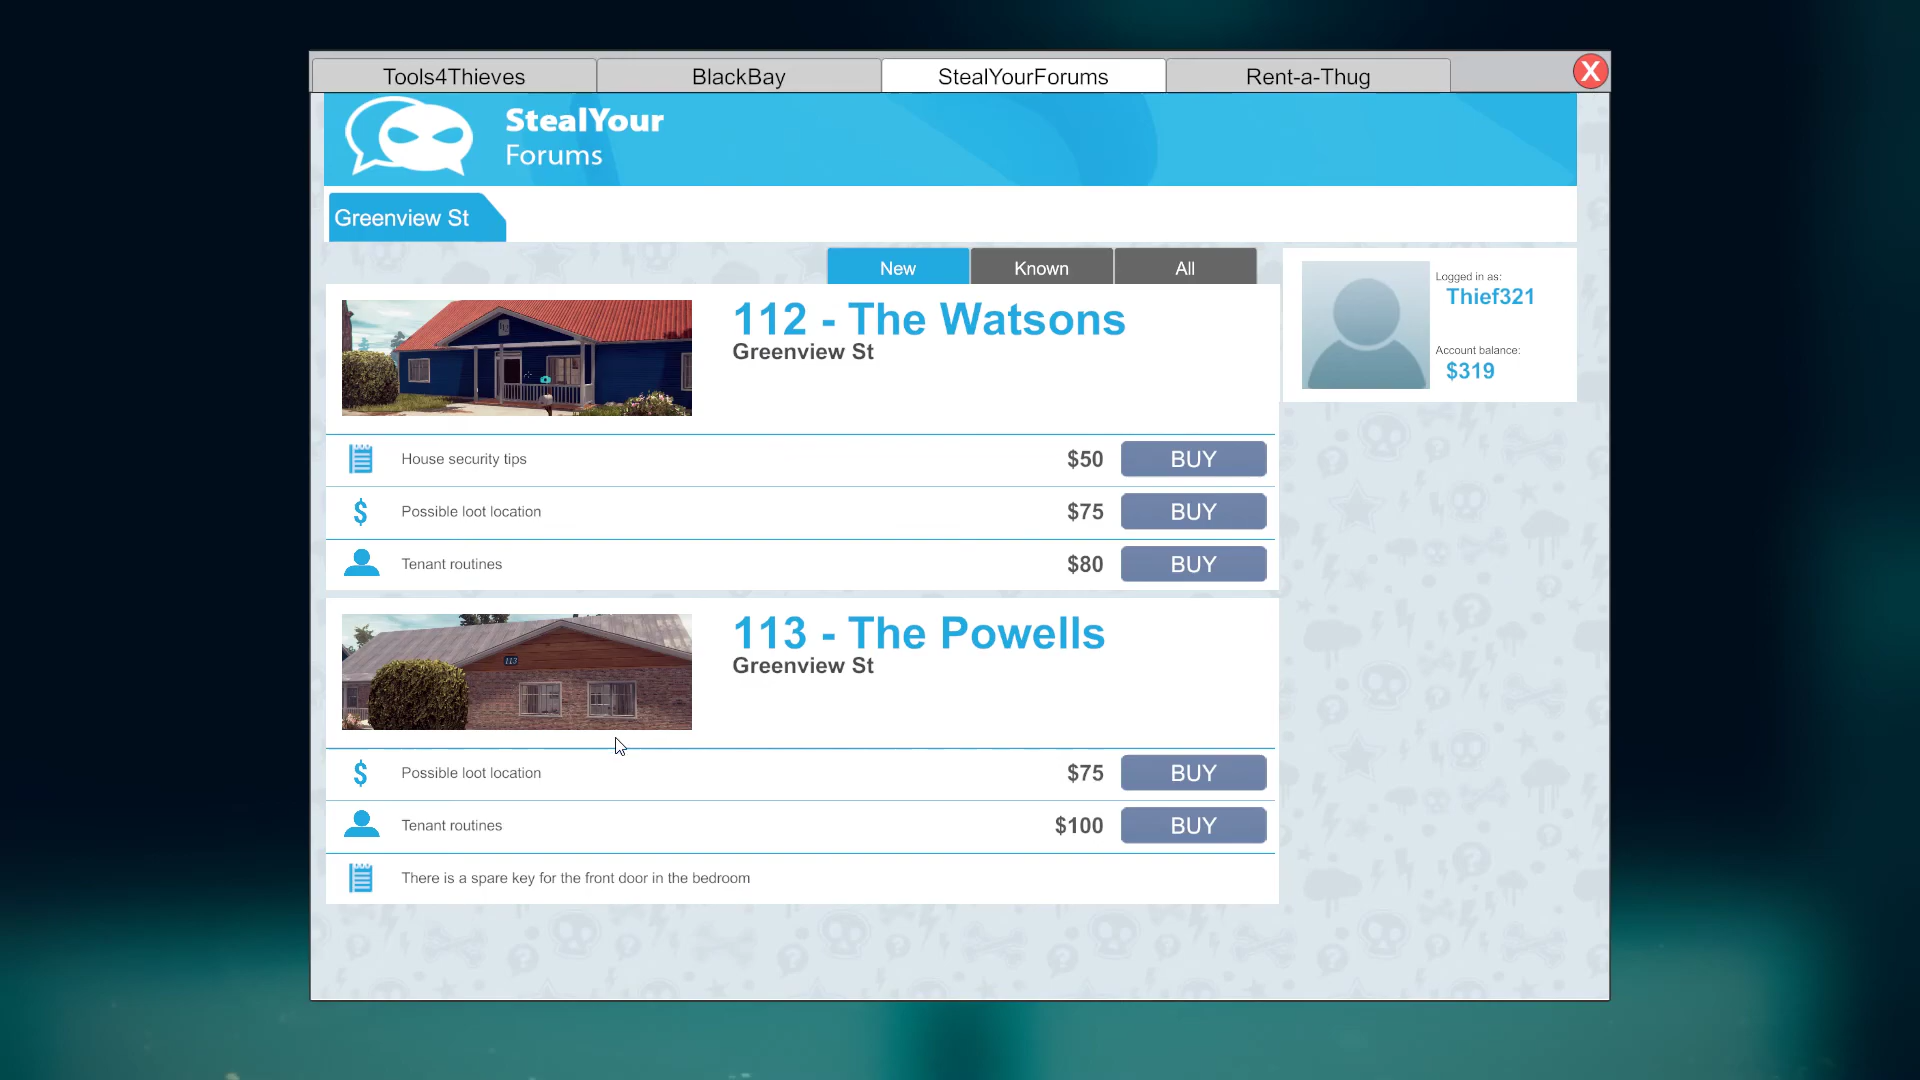 Tools4Thieves
BlackBay
StealYourForums
Rent-a-Thug
X
StealYour
Forums
Greenview St
New
Known
All
Logged in as:
Thief321
Account balance:
$319
112 - The Watsons
Greenview St
House security tips
$50
BUY
Possible loot location
$75
BUY
Tenant routines
$80
BUY
113
113 - The Powells
Greenview St
Possible loot location
$75
BUY
Tenant routines
$100
BUY
There is a spare key for the front door in the bedroom